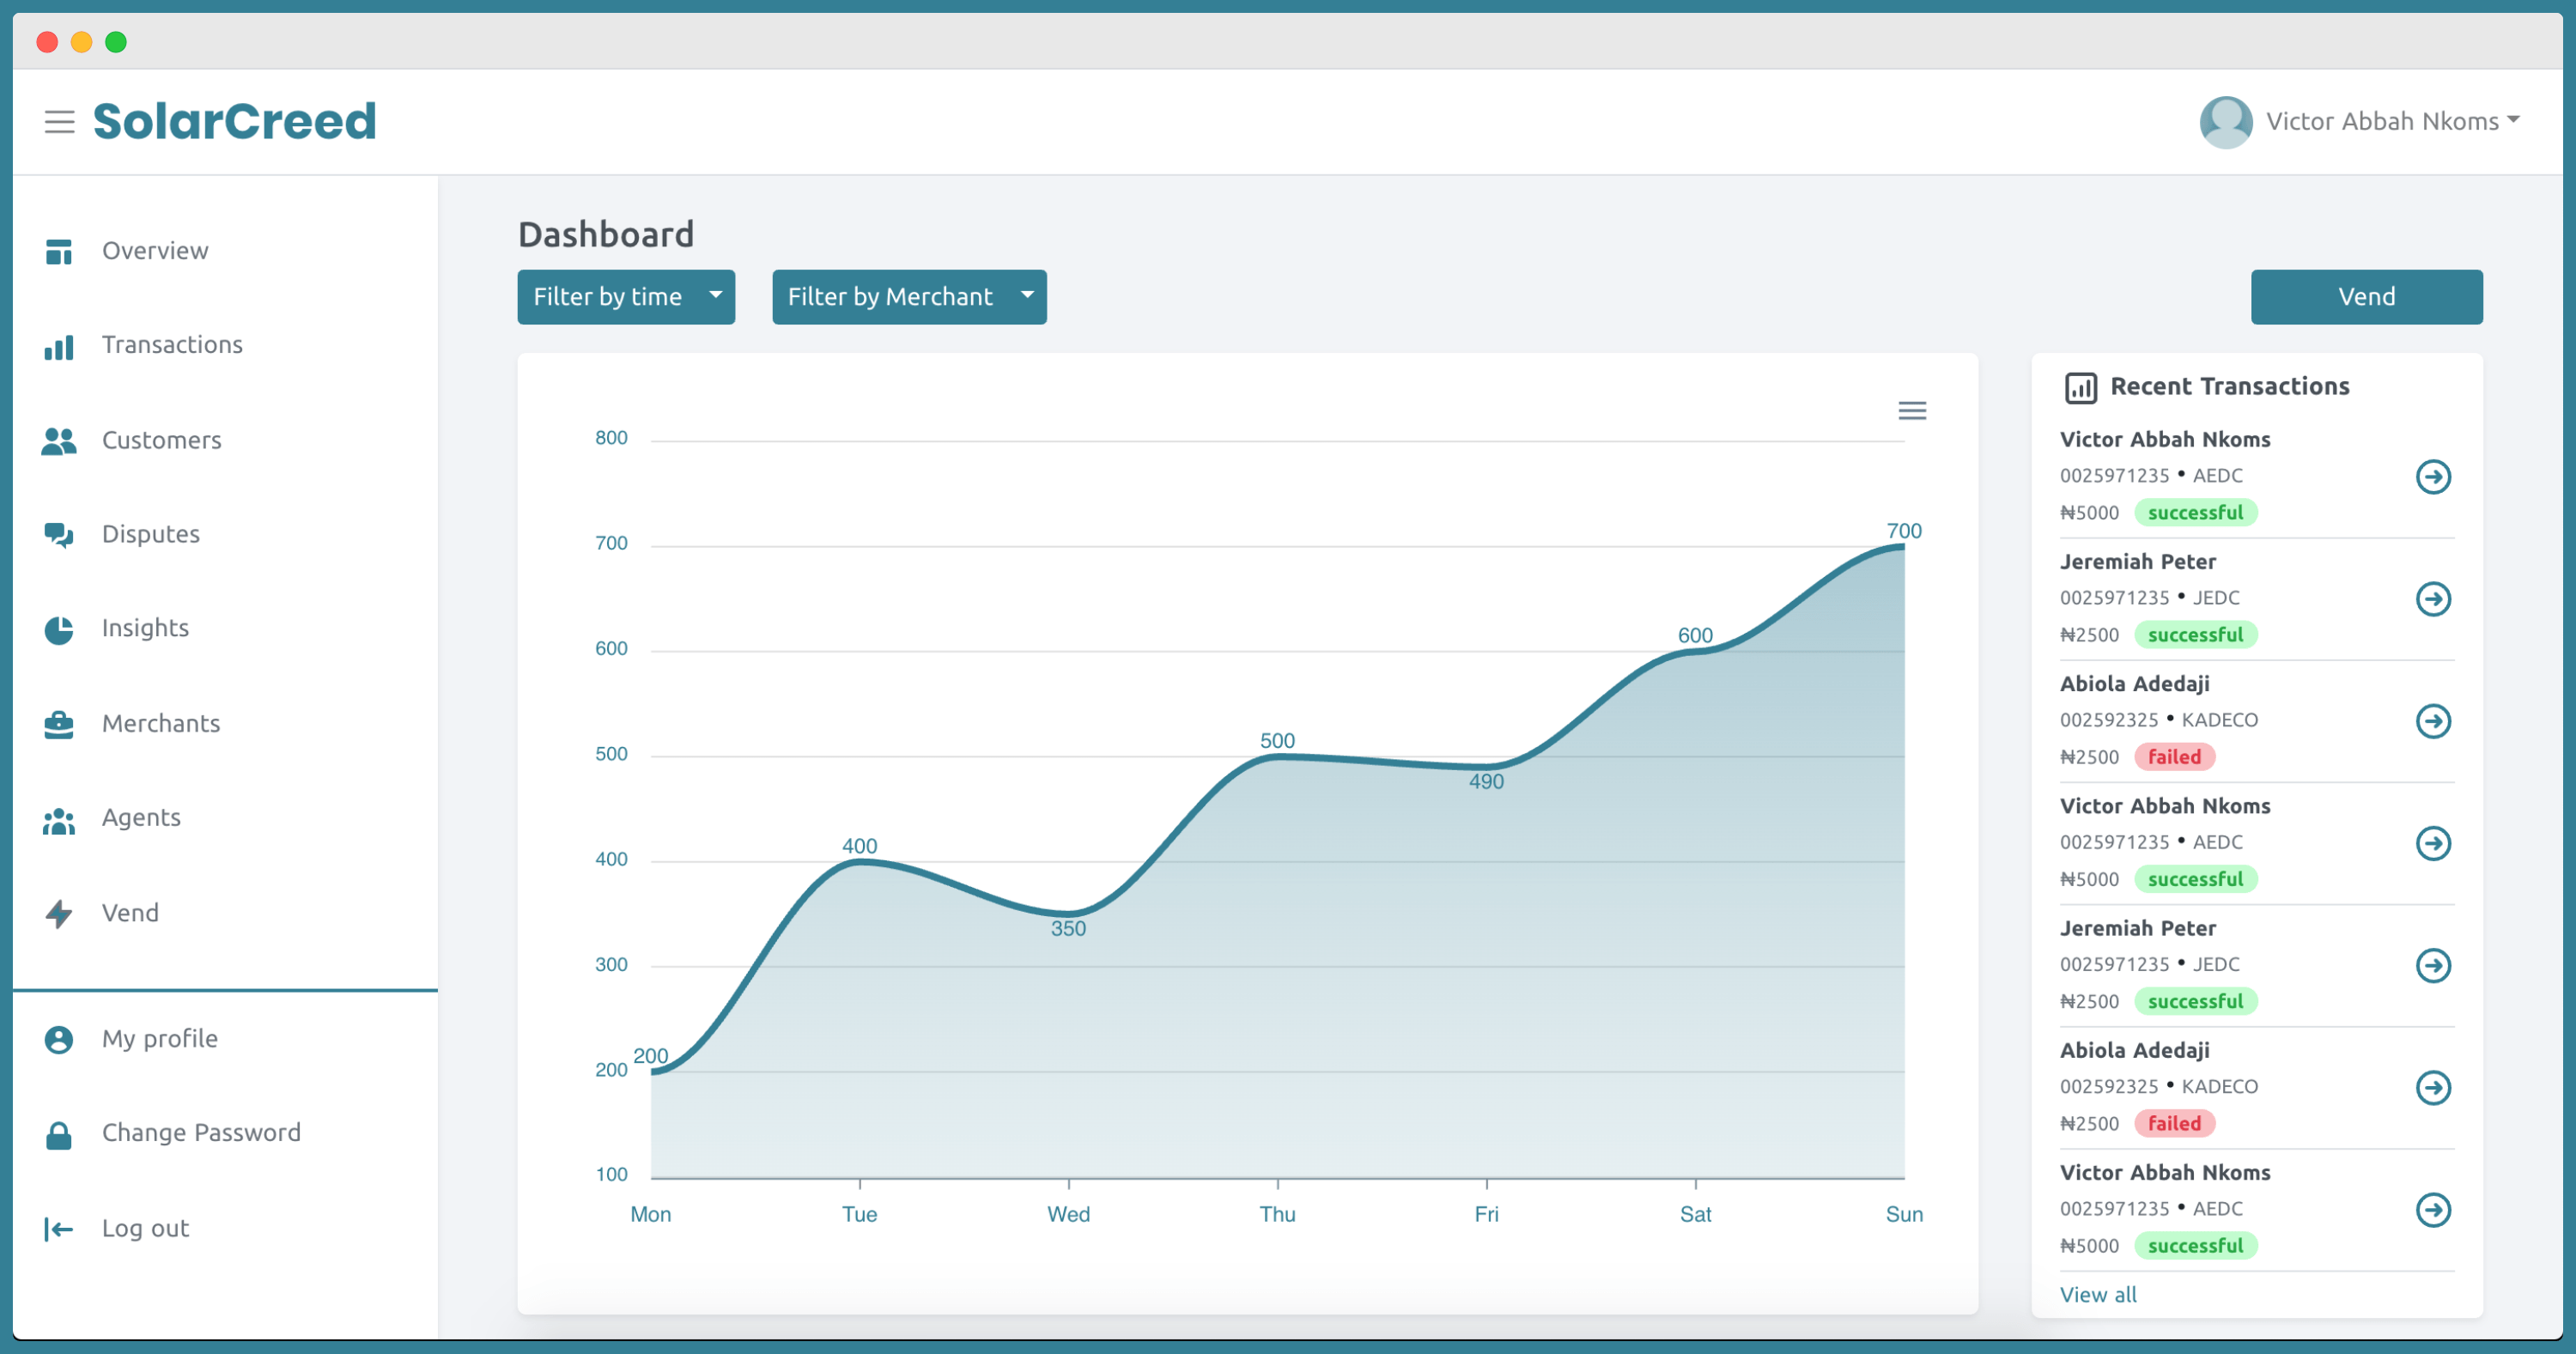 SolarCreed
Victor Abbah Nkoms
Overview
Transactions
Customers
Disputes
Insights
Merchants
Agents
Vend
My profile
Change Password
Log out
Dashboard
Filter by time
Filter by Merchant
Vend
800
700
600
500
400
300
200
100
200
400
350
500
490
600
700
Mon
Tue
Wed
Thu
Fri
Sat
Sun
Recent Transactions
Victor Abbah Nkoms
0025971235 • AEDC
₦5000 successful
Jeremiah Peter
0025971235 • JEDC
₦2500 successful
Abiola Adedaji
002592325 • KADECO
₦2500 failed
Victor Abbah Nkoms
0025971235 • AEDC
₦5000 successful
Jeremiah Peter
0025971235 • JEDC
₦2500 successful
Abiola Adedaji
002592325 • KADECO
₦2500 failed
Victor Abbah Nkoms
0025971235 • AEDC
₦5000 successful
View all